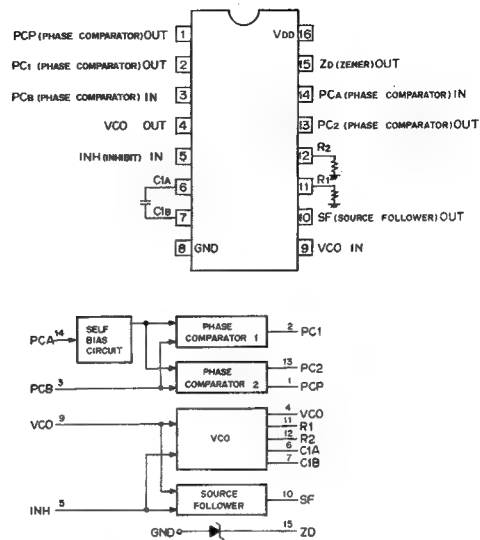 PCP (PHASE COMPARATOR) OUT 1
PC1 (PHASE COMPARATOR) OUT 2
PCB (PHASE COMPARATOR) IN 3
VCO OUT 4
INH (INHIBIT) IN 5
C1A 6
C1B 7
8 GND
16 VDD
15 ZD (ZENER) OUT
14 PCA (PHASE COMPARATOR) IN
13 PC2 (PHASE COMPARATOR) OUT
12 R2
11 R1
10 SF (SOURCE FOLLOWER) OUT
9 VCO IN
PCA 14
SELF
BIAS
CIRCUIT
PHASE
COMPARATOR 1
2 PC1
PCB 3
PHASE
COMPARATOR 2
13 PC2
1 PCP
VCO 9
VCO
4 VCO
11 R1
12 R2
6 C1A
7 C1B
INH 5
SOURCE
FOLLOWER
10 SF
GND
15 ZD